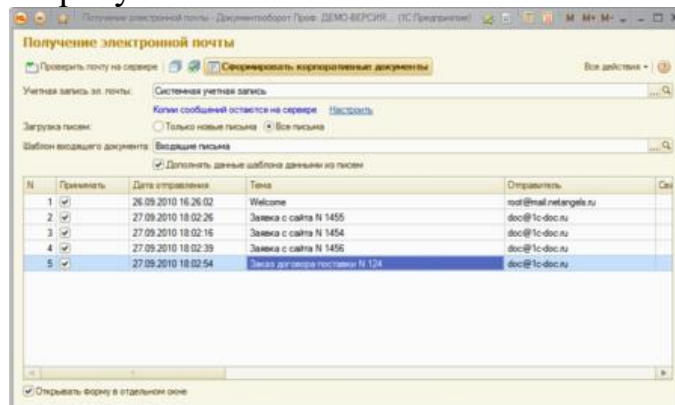 Получение электронной почты - Документооборот Проф. ДЕМО-ВЕРСИЯ... (1С:Предприятие) M M+ M-
Получение электронной почты
Проверить почту на сервере Сформировать корпоративные документы Все действия
Учетная запись эл. почты: Системная учетная запись
Копии сообщений остаются на сервере Настроить
Загрузка писем: Только новые письма Все письма
Шаблон входящего документа: Входящие письма
Дополнять данные шаблона данными из писем
N Принимать Дата отправления Тема Отправитель
1 26.09.2010 16:26:02 Welcome root@mail.netangels.ru
2 27.09.2010 18:02:26 Заявка с сайта N 1455 doc@1c-doc.ru
3 27.09.2010 18:02:16 Заявка с сайта N 1454 doc@1c-doc.ru
4 27.09.2010 18:02:39 Заявка с сайта N 1456 doc@1c-doc.ru
5 27.09.2010 18:02:54 Заказ договора поставки N 124 doc@1c-doc.ru
Открывать форму в отдельном окне